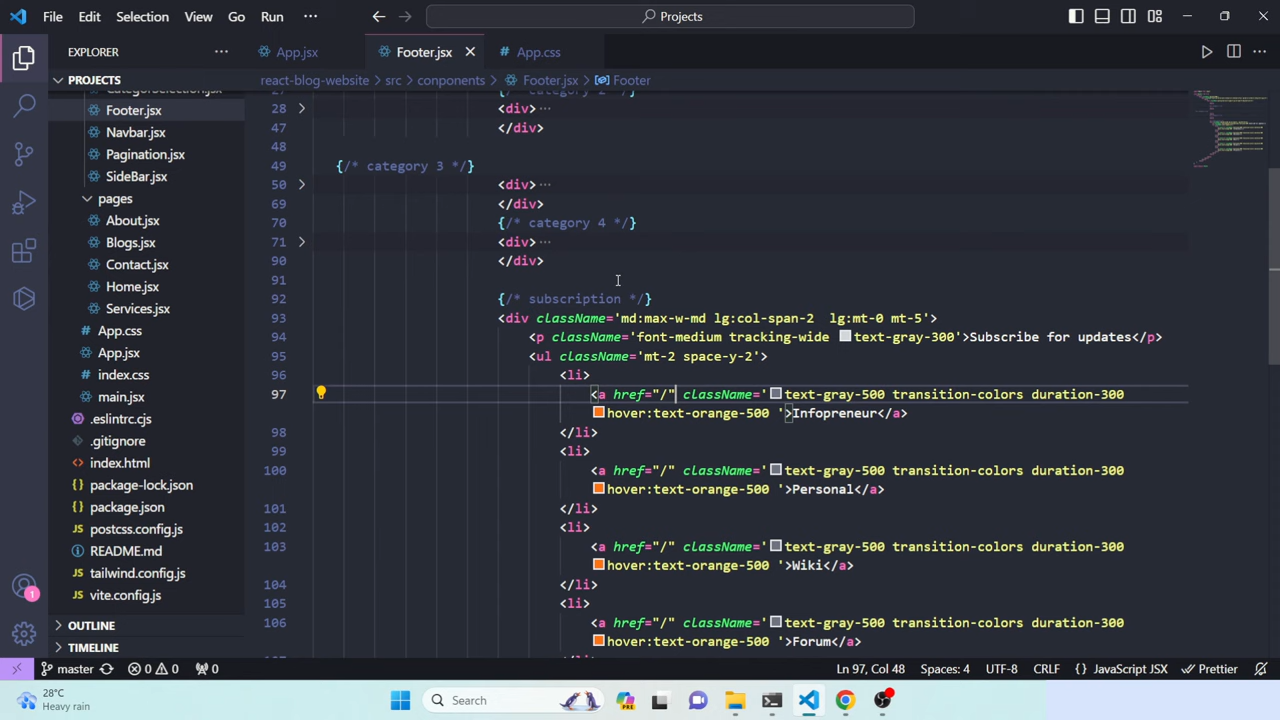 File Edit Selection View Go Run ··· Projects
EXPLORER ···
App.jsx Footer.jsx App.css
PROJECTS
react-blog-website > src > conponents > Footer.jsx > Footer
CategorSelection.jsx
Footer.jsx
Navbar.jsx
Pagination.jsx
SideBar.jsx
pages
About.jsx
Blogs.jsx
Contact.jsx
Home.jsx
Services.jsx
App.css
App.jsx
index.css
main.jsx
.eslintrc.cjs
.gitignore
index.html
package-lock.json
package.json
postcss.config.js
README.md
tailwind.config.js
vite.config.js
OUTLINE
TIMELINE
27 {/* category 2 */}
28 <div>···
47 </div>
48
49 {/* category 3 */}
50 <div>···
69 </div>
70 {/* category 4 */}
71 <div>···
90 </div>
91
92 {/* subscription */}
93 <div className='md:max-w-md lg:col-span-2  lg:mt-0 mt-5'>
94 <p className='font-medium tracking-wide text-gray-300'>Subscribe for updates</p>
95 <ul className='mt-2 space-y-2'>
96 <li>
97 <a href="/" className='text-gray-500 transition-colors duration-300
hover:text-orange-500 '>Infopreneur</a>
98 </li>
99 <li>
100 <a href="/" className='text-gray-500 transition-colors duration-300
hover:text-orange-500 '>Personal</a>
101 </li>
102 <li>
103 <a href="/" className='text-gray-500 transition-colors duration-300
hover:text-orange-500 '>Wiki</a>
104 </li>
105 <li>
106 <a href="/" className='text-gray-500 transition-colors duration-300
hover:text-orange-500 '>Forum</a>
1
master 0 0 0 Ln 97, Col 48 Spaces: 4 UTF-8 CRLF {} JavaScript JSX Prettier
28°C
Heavy rain
Search
PRE